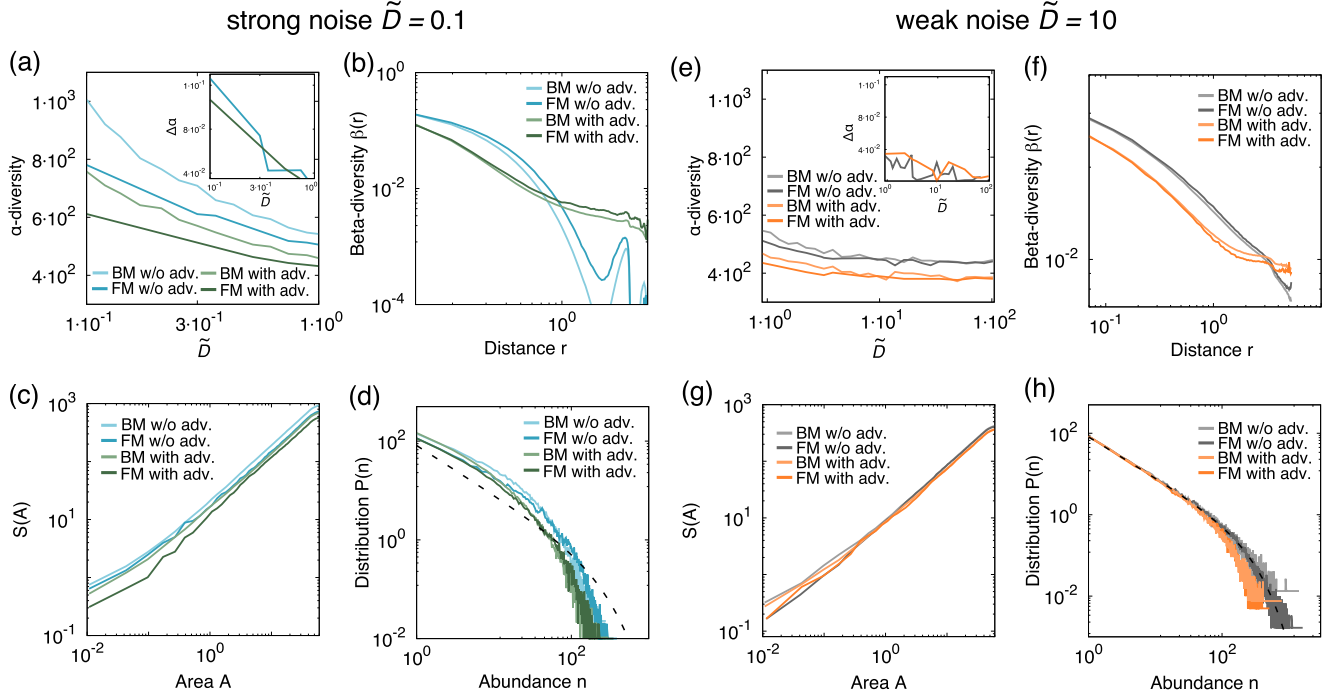 strong noise D̃ = 0.1
weak noise D̃ = 10
(a)
α-diversity
1·10³
8·10²
6·10²
4·10²
1·10⁻¹
3·10⁻¹
1·10⁰
D̃
BM w/o adv.
FM w/o adv.
BM with adv.
FM with adv.
Δα
1·10⁻¹
8·10⁻²
4·10⁻²
10⁻¹
3·10⁻¹
10⁰
D̃
(b)
Beta-diversity β(r)
10⁰
10⁻²
10⁻⁴
10⁰
Distance r
BM w/o adv.
FM w/o adv.
BM with adv.
FM with adv.
(e)
α-diversity
1·10³
8·10²
6·10²
4·10²
1·10⁰
1·10¹
1·10²
D̃
BM w/o adv.
FM w/o adv.
BM with adv.
FM with adv.
Δα
1·10⁻¹
8·10⁻²
4·10⁻²
10⁰
10¹
10²
D̃
(f)
Beta-diversity β(r)
10⁻²
10⁻¹
10⁰
Distance r
BM w/o adv.
FM w/o adv.
BM with adv.
FM with adv.
(c)
S(A)
10³
10¹
10⁻¹
10⁻²
10⁰
Area A
BM w/o adv.
FM w/o adv.
BM with adv.
FM with adv.
(d)
Distribution P(n)
10²
10⁰
10⁻²
10⁰
10²
Abundance n
BM w/o adv.
FM w/o adv.
BM with adv.
FM with adv.
(g)
S(A)
10³
10¹
10⁻¹
10⁻²
10⁰
Area A
BM w/o adv.
FM w/o adv.
BM with adv.
FM with adv.
(h)
Distribution P(n)
10²
10⁰
10⁻²
10⁰
10²
Abundance n
BM w/o adv.
FM w/o adv.
BM with adv.
FM with adv.